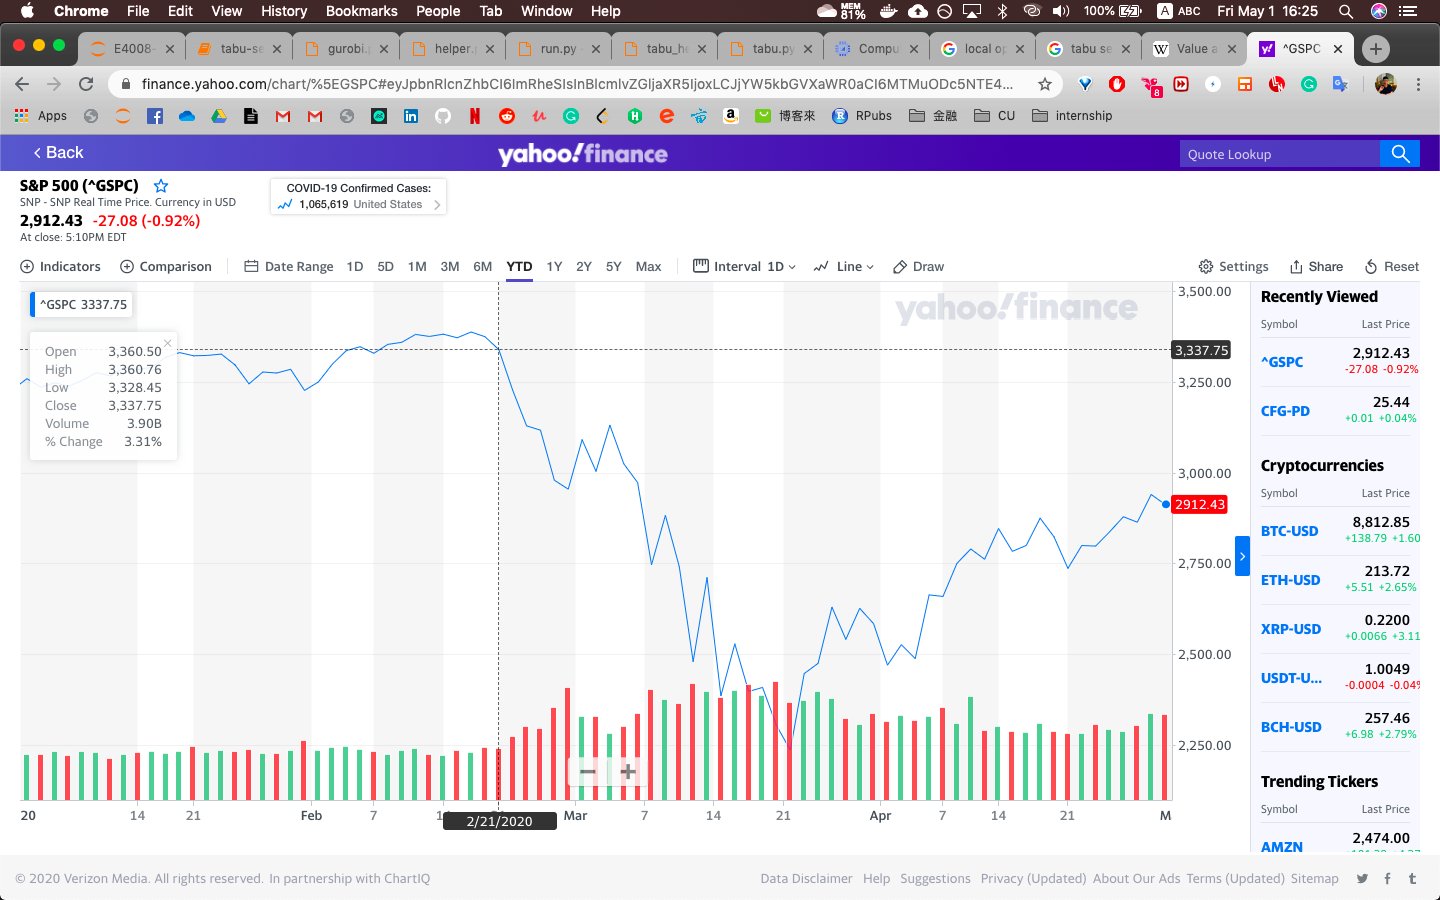 Chrome File Edit View History Bookmarks People Tab Window Help MEM 81% 100% A ABC Fri May 1 16:25
E4008- tabu-se gurobi. helper.p run.py - tabu_he tabu.py Compu local op tabu se Value a ^GSPC
finance.yahoo.com/chart/%5EGSPC#eyJpbnRlcnZhbCI6ImRheSIsInBlcmlvZGljaXR5IjoxLCJjYW5kbGVXaWR0aCI6MTMuODc5NTE4... 8
Apps 博客來 RPubs 金融 CU internship
Back yahoo!finance Quote Lookup
S&P 500 (^GSPC)
SNP - SNP Real Time Price. Currency in USD
2,912.43 -27.08 (-0.92%)
At close: 5:10PM EDT
COVID-19 Confirmed Cases:
1,065,619 United States
Indicators Comparison Date Range 1D 5D 1M 3M 6M YTD 1Y 2Y 5Y Max Interval 1D Line Draw Settings Share Reset
^GSPC 3337.75
yahoo!finance
Open 3,360.50
High 3,360.76
Low 3,328.45
Close 3,337.75
Volume 3.90B
% Change 3.31%
3,500.00
3,337.75
3,250.00
3,000.00
2912.43
2,750.00
2,500.00
2,250.00
20 14 21 Feb 7 2/21/2020 Mar 7 14 21 Apr 7 14 21 M
Recently Viewed
Symbol Last Price
^GSPC 2,912.43
-27.08 -0.92%
CFG-PD 25.44
+0.01 +0.04%
Cryptocurrencies
Symbol Last Price
BTC-USD 8,812.85
+138.79 +1.60
ETH-USD 213.72
+5.51 +2.65%
XRP-USD 0.2200
+0.0066 +3.11
USDT-U... 1.0049
-0.0004 -0.04%
BCH-USD 257.46
+6.98 +2.79%
Trending Tickers
Symbol Last Price
AMZN 2,474.00
© 2020 Verizon Media. All rights reserved. In partnership with ChartIQ
Data Disclaimer Help Suggestions Privacy (Updated) About Our Ads Terms (Updated) Sitemap